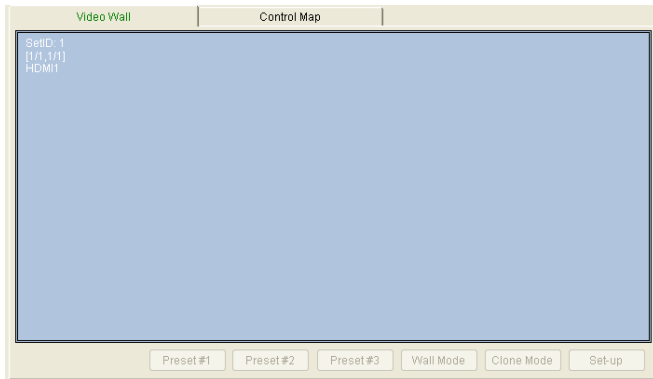 Video Wall Control Map
SetID: 1
[1/1,1/1]
HDMI1
Preset #1 Preset #2 Preset #3 Wall Mode Clone Mode Set-up